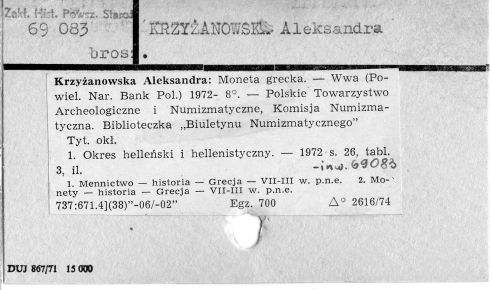 Zakł. Hist. Powsz. Staroż
69 083
KRZYŻANOWSKA Aleksandra
brosz.
Krzyżanowska Aleksandra: Moneta grecka. — Wwa (Po-
wiel. Nar. Bank Pol.) 1972- 8°. — Polskie Towarzystwo
Archeologiczne i Numizmatyczne, Komisja Numizma-
tyczna. Biblioteczka „Biuletynu Numizmatycznego"
Tyt. okł.
1. Okres helleński i hellenistyczny. — 1972 s. 26, tabl.
3, il.
-inw. 69083
1. Mennictwo — historia — Grecja — VII-III w. p.n.e. 2. Mo-
nety — historia — Grecja — VII-III w. p.n.e.
737:671.4](38)"-06/-02" Egz. 700 △° 2616/74
DUJ 867/71 15 000